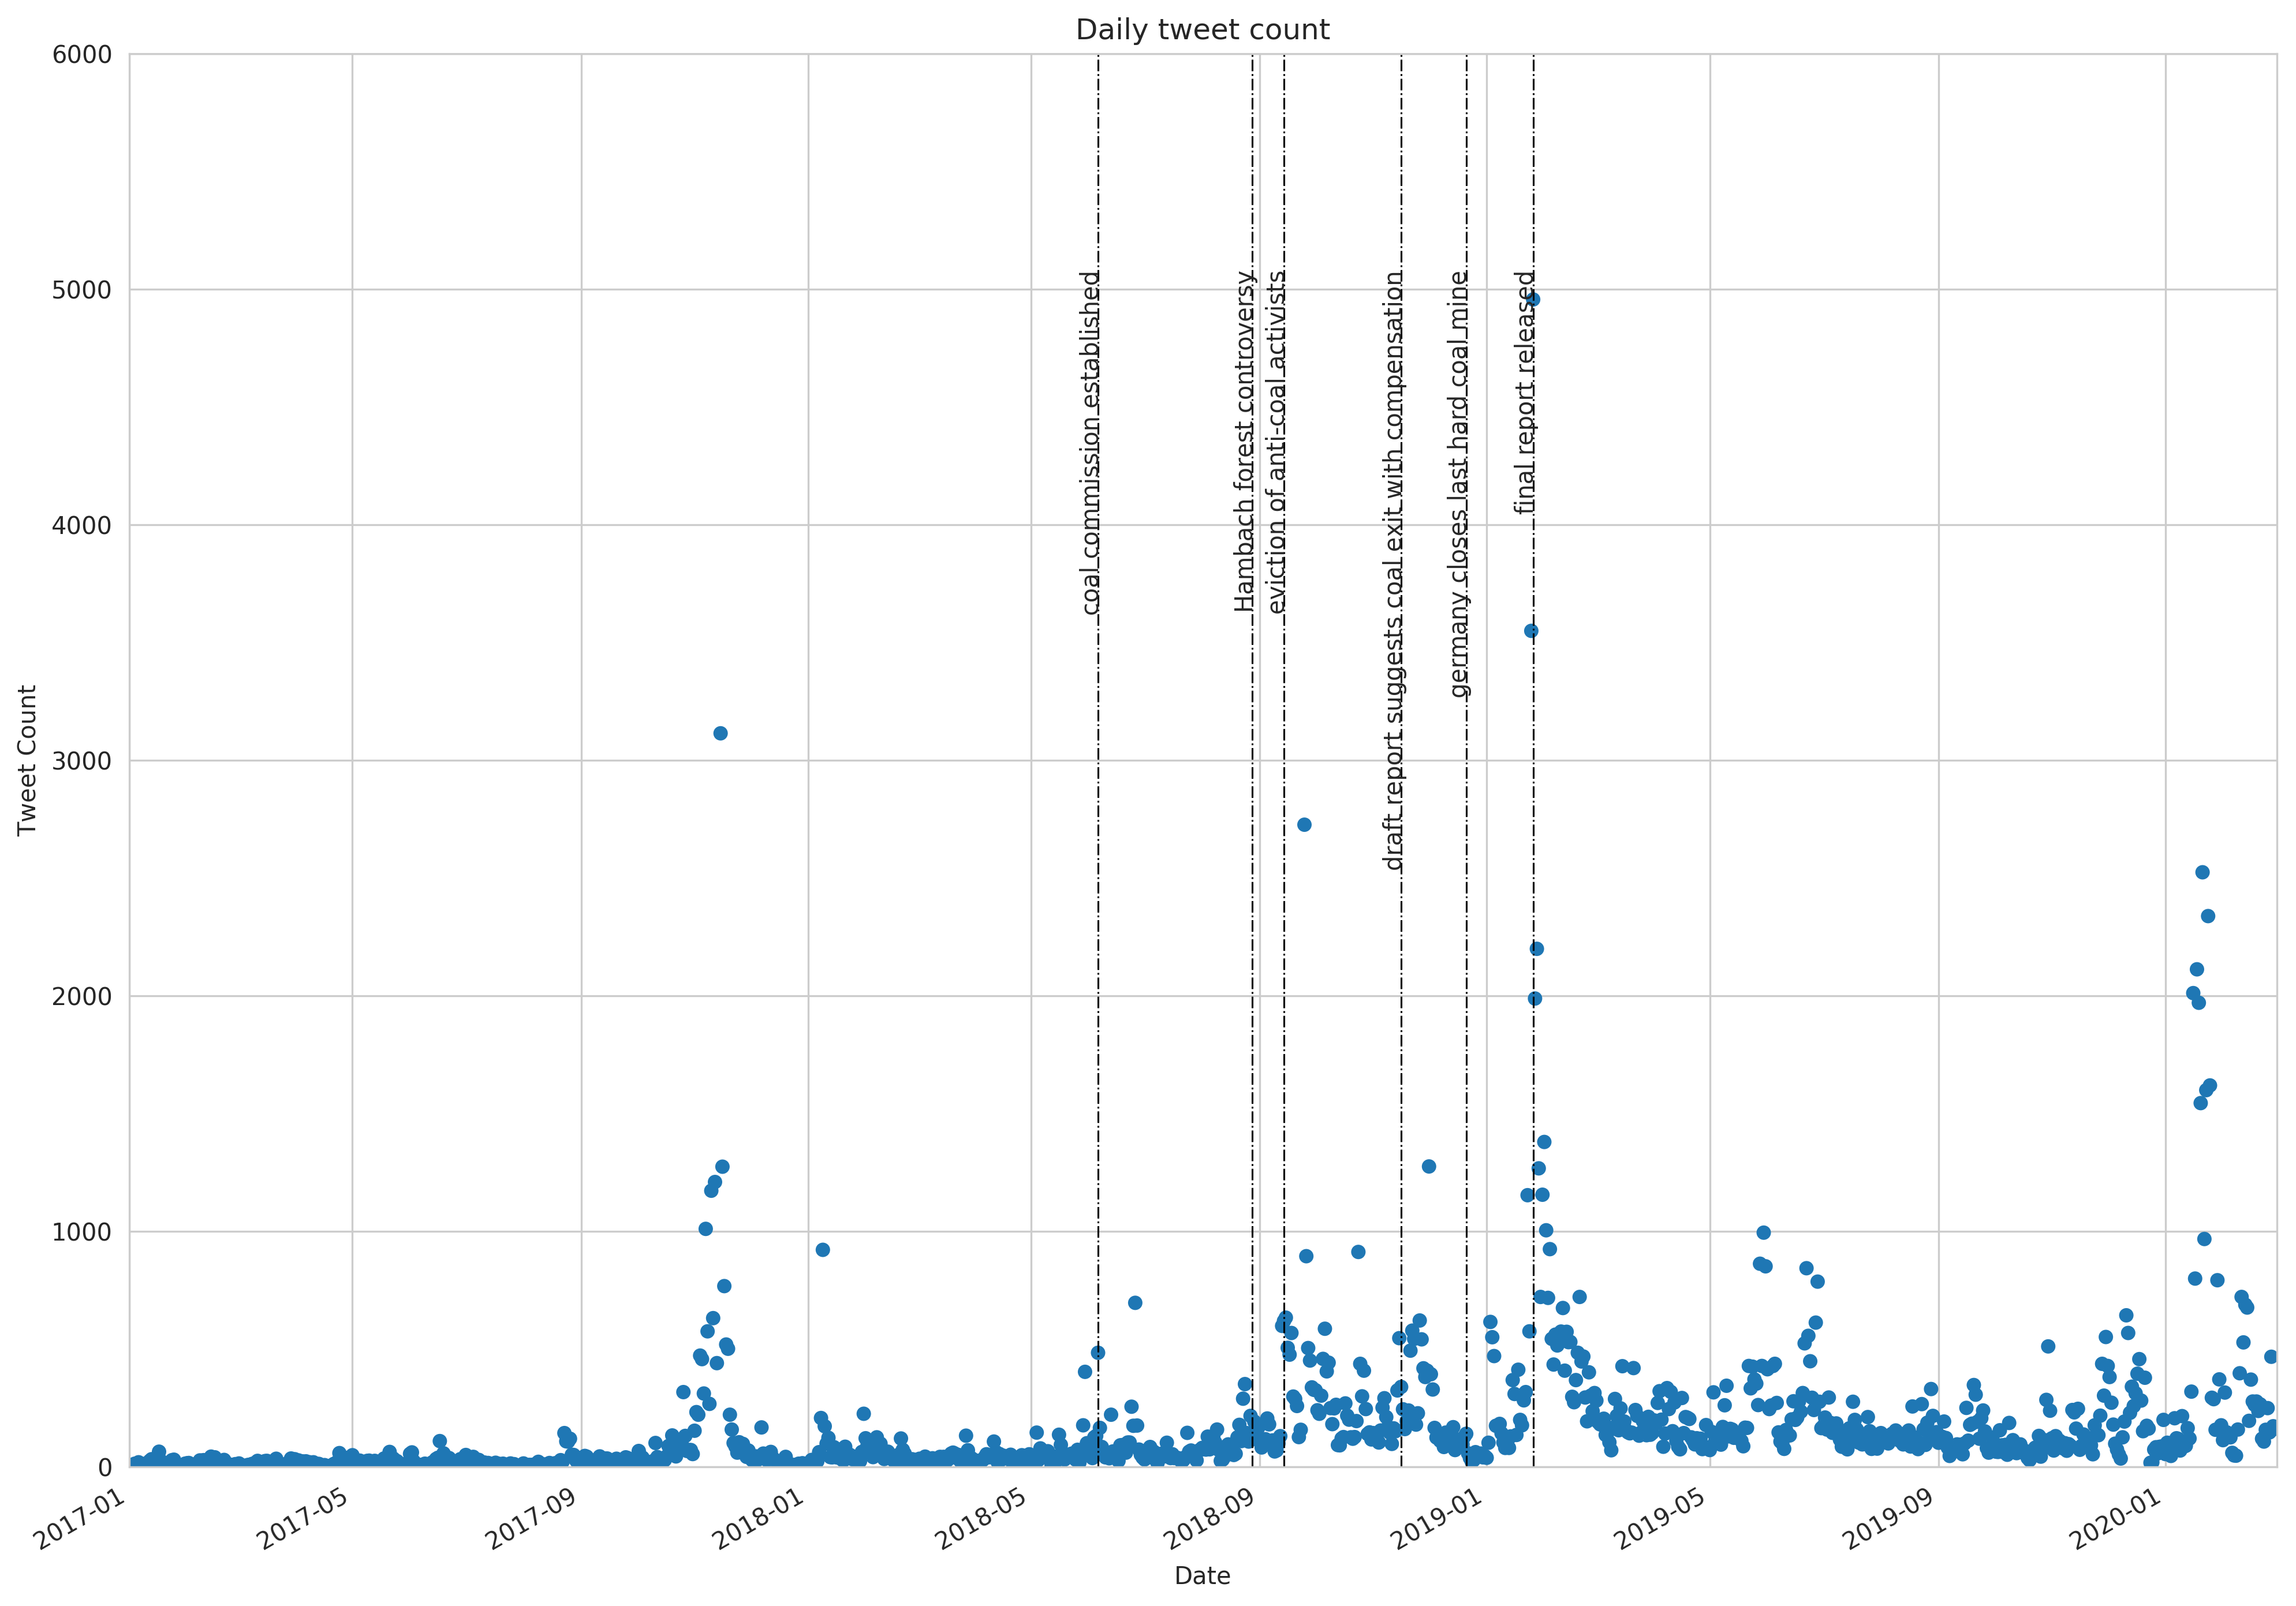 Daily tweet count
6000
5000
4000
3000
2000
1000
0
Tweet Count
coal commission established
Hambach forest controversy
eviction of anti-coal activists
draft report suggests coal exit with compensation
germany closes last hard coal mine
final report released
2017-01
2017-05
2017-09
2018-01
2018-05
2018-09
2019-01
2019-05
2019-09
2020-01
Date